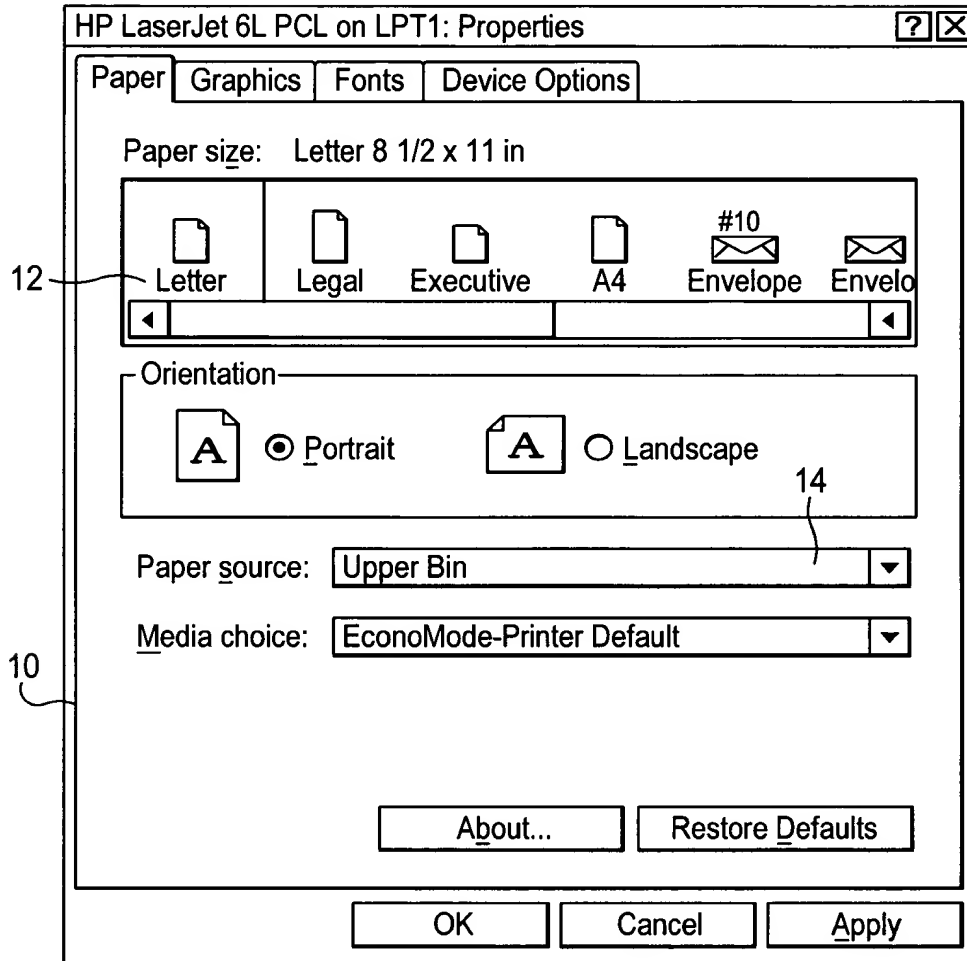 HP LaserJet 6L PCL on LPT1: Properties ? X
Paper Graphics Fonts Device Options
Paper size: Letter 8 1/2 x 11 in
#10
12 Letter Legal Executive A4 Envelope Envelo
Orientation
A Portrait A Landscape
14
Paper source: Upper Bin
Media choice: EconoMode-Printer Default
10
About... Restore Defaults
OK Cancel Apply